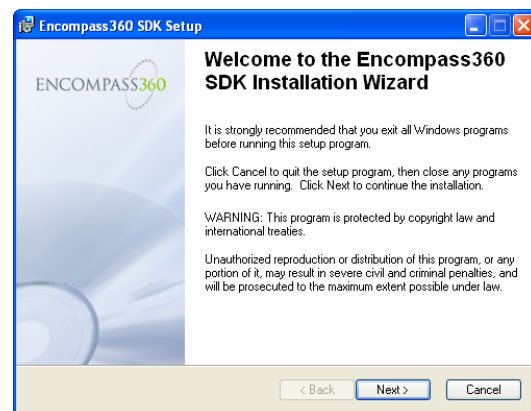 Encompass360 SDK Setup
ENCOMPASS360
Welcome to the Encompass360
SDK Installation Wizard
It is strongly recommended that you exit all Windows programs
before running this setup program.
Click Cancel to quit the setup program, then close any programs
you have running. Click Next to continue the installation.
WARNING: This program is protected by copyright law and
international treaties.
Unauthorized reproduction or distribution of this program, or any
portion of it, may result in severe civil and criminal penalties, and
will be prosecuted to the maximum extent possible under law.
< Back Next > Cancel